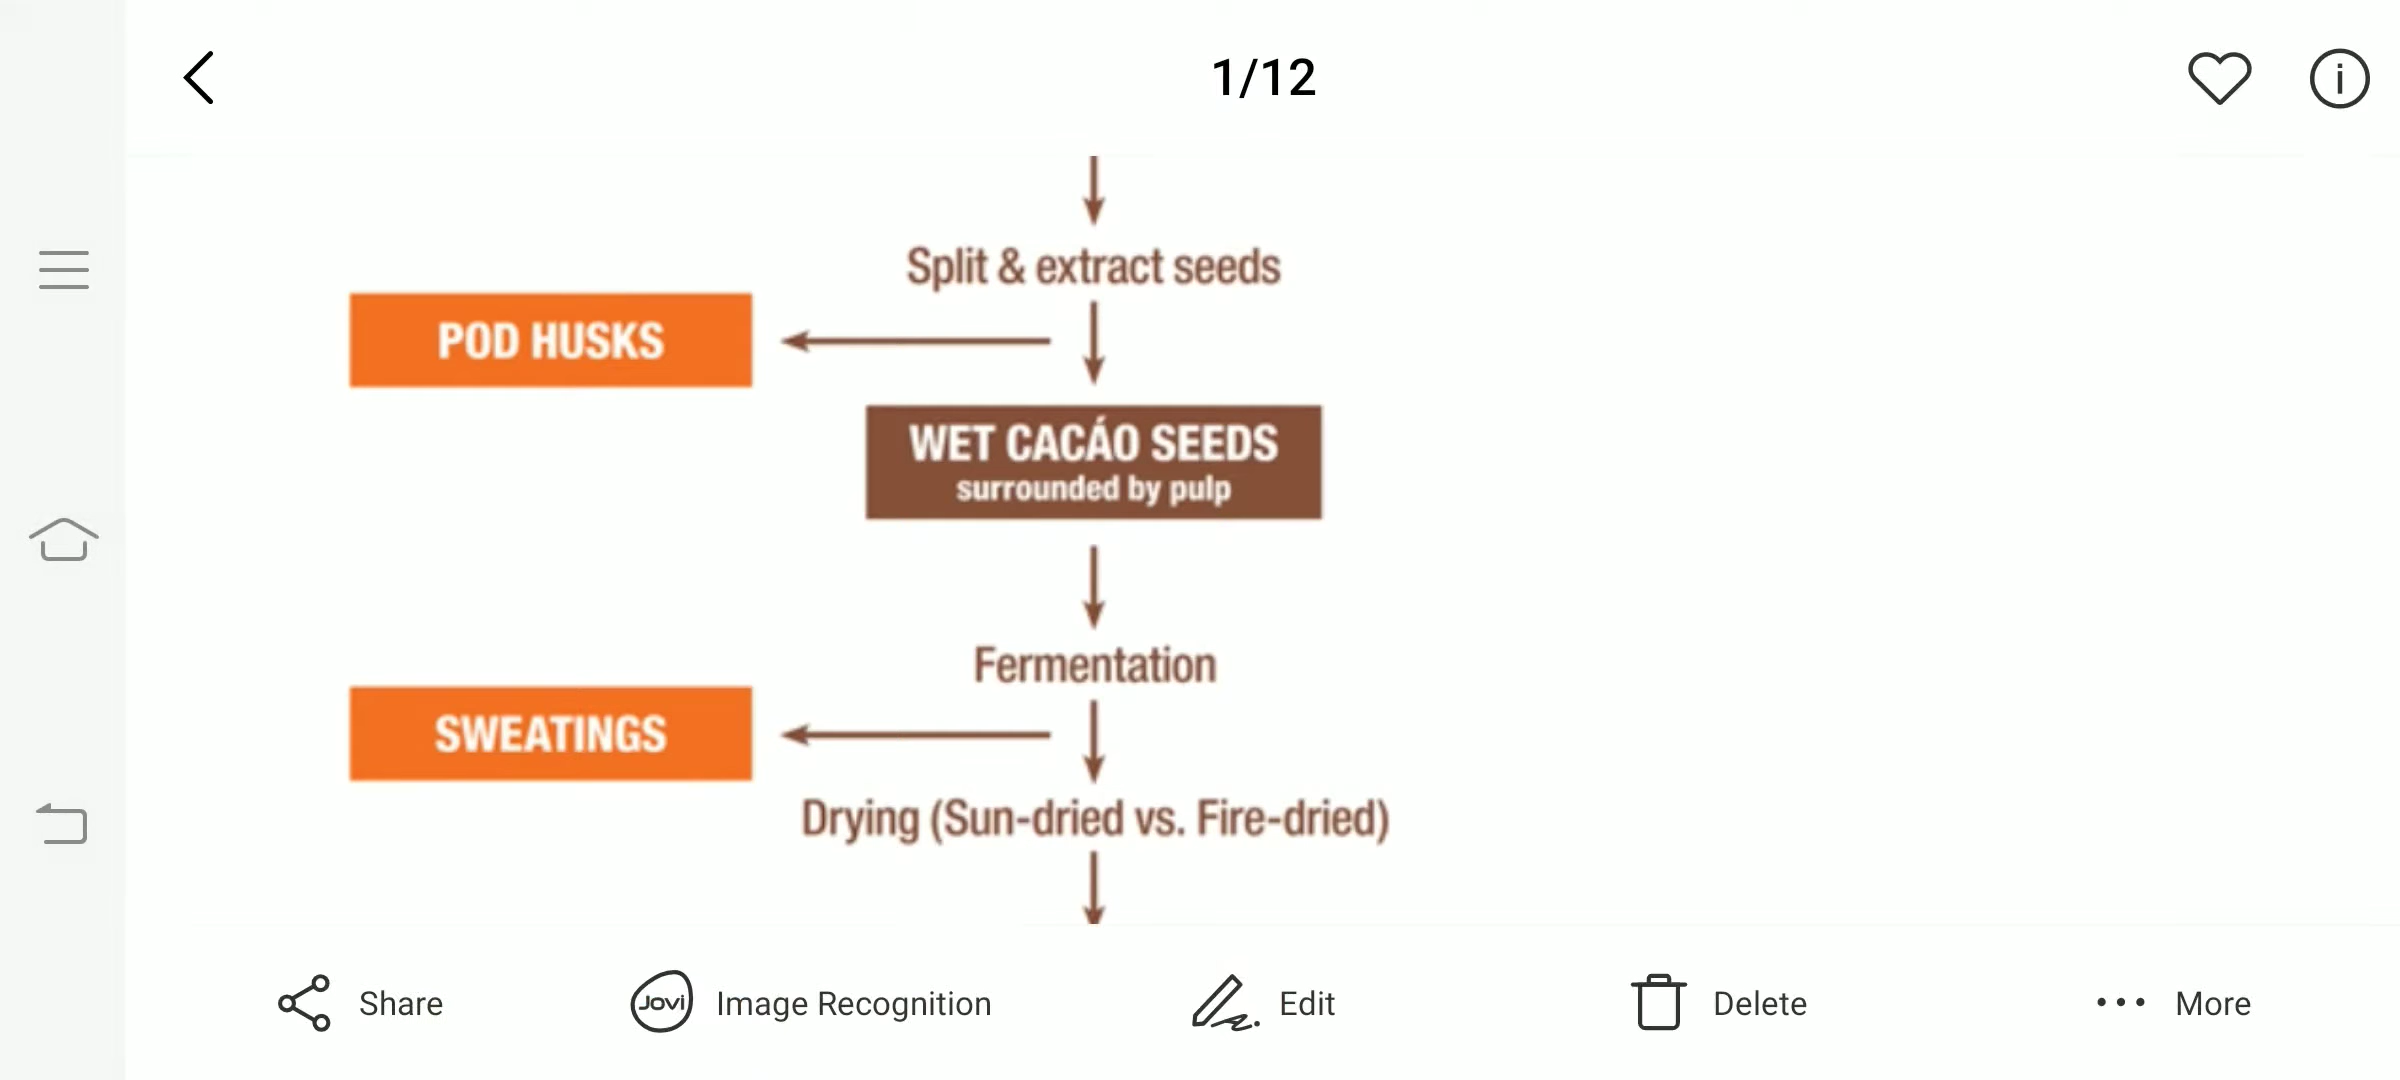 1/12
Split & extract seeds
POD HUSKS
WET CACÁO SEEDS
surrounded by pulp
Fermentation
SWEATINGS
Drying (Sun-dried vs. Fire-dried)
Share
Jovi
Image Recognition
Edit
Delete
More